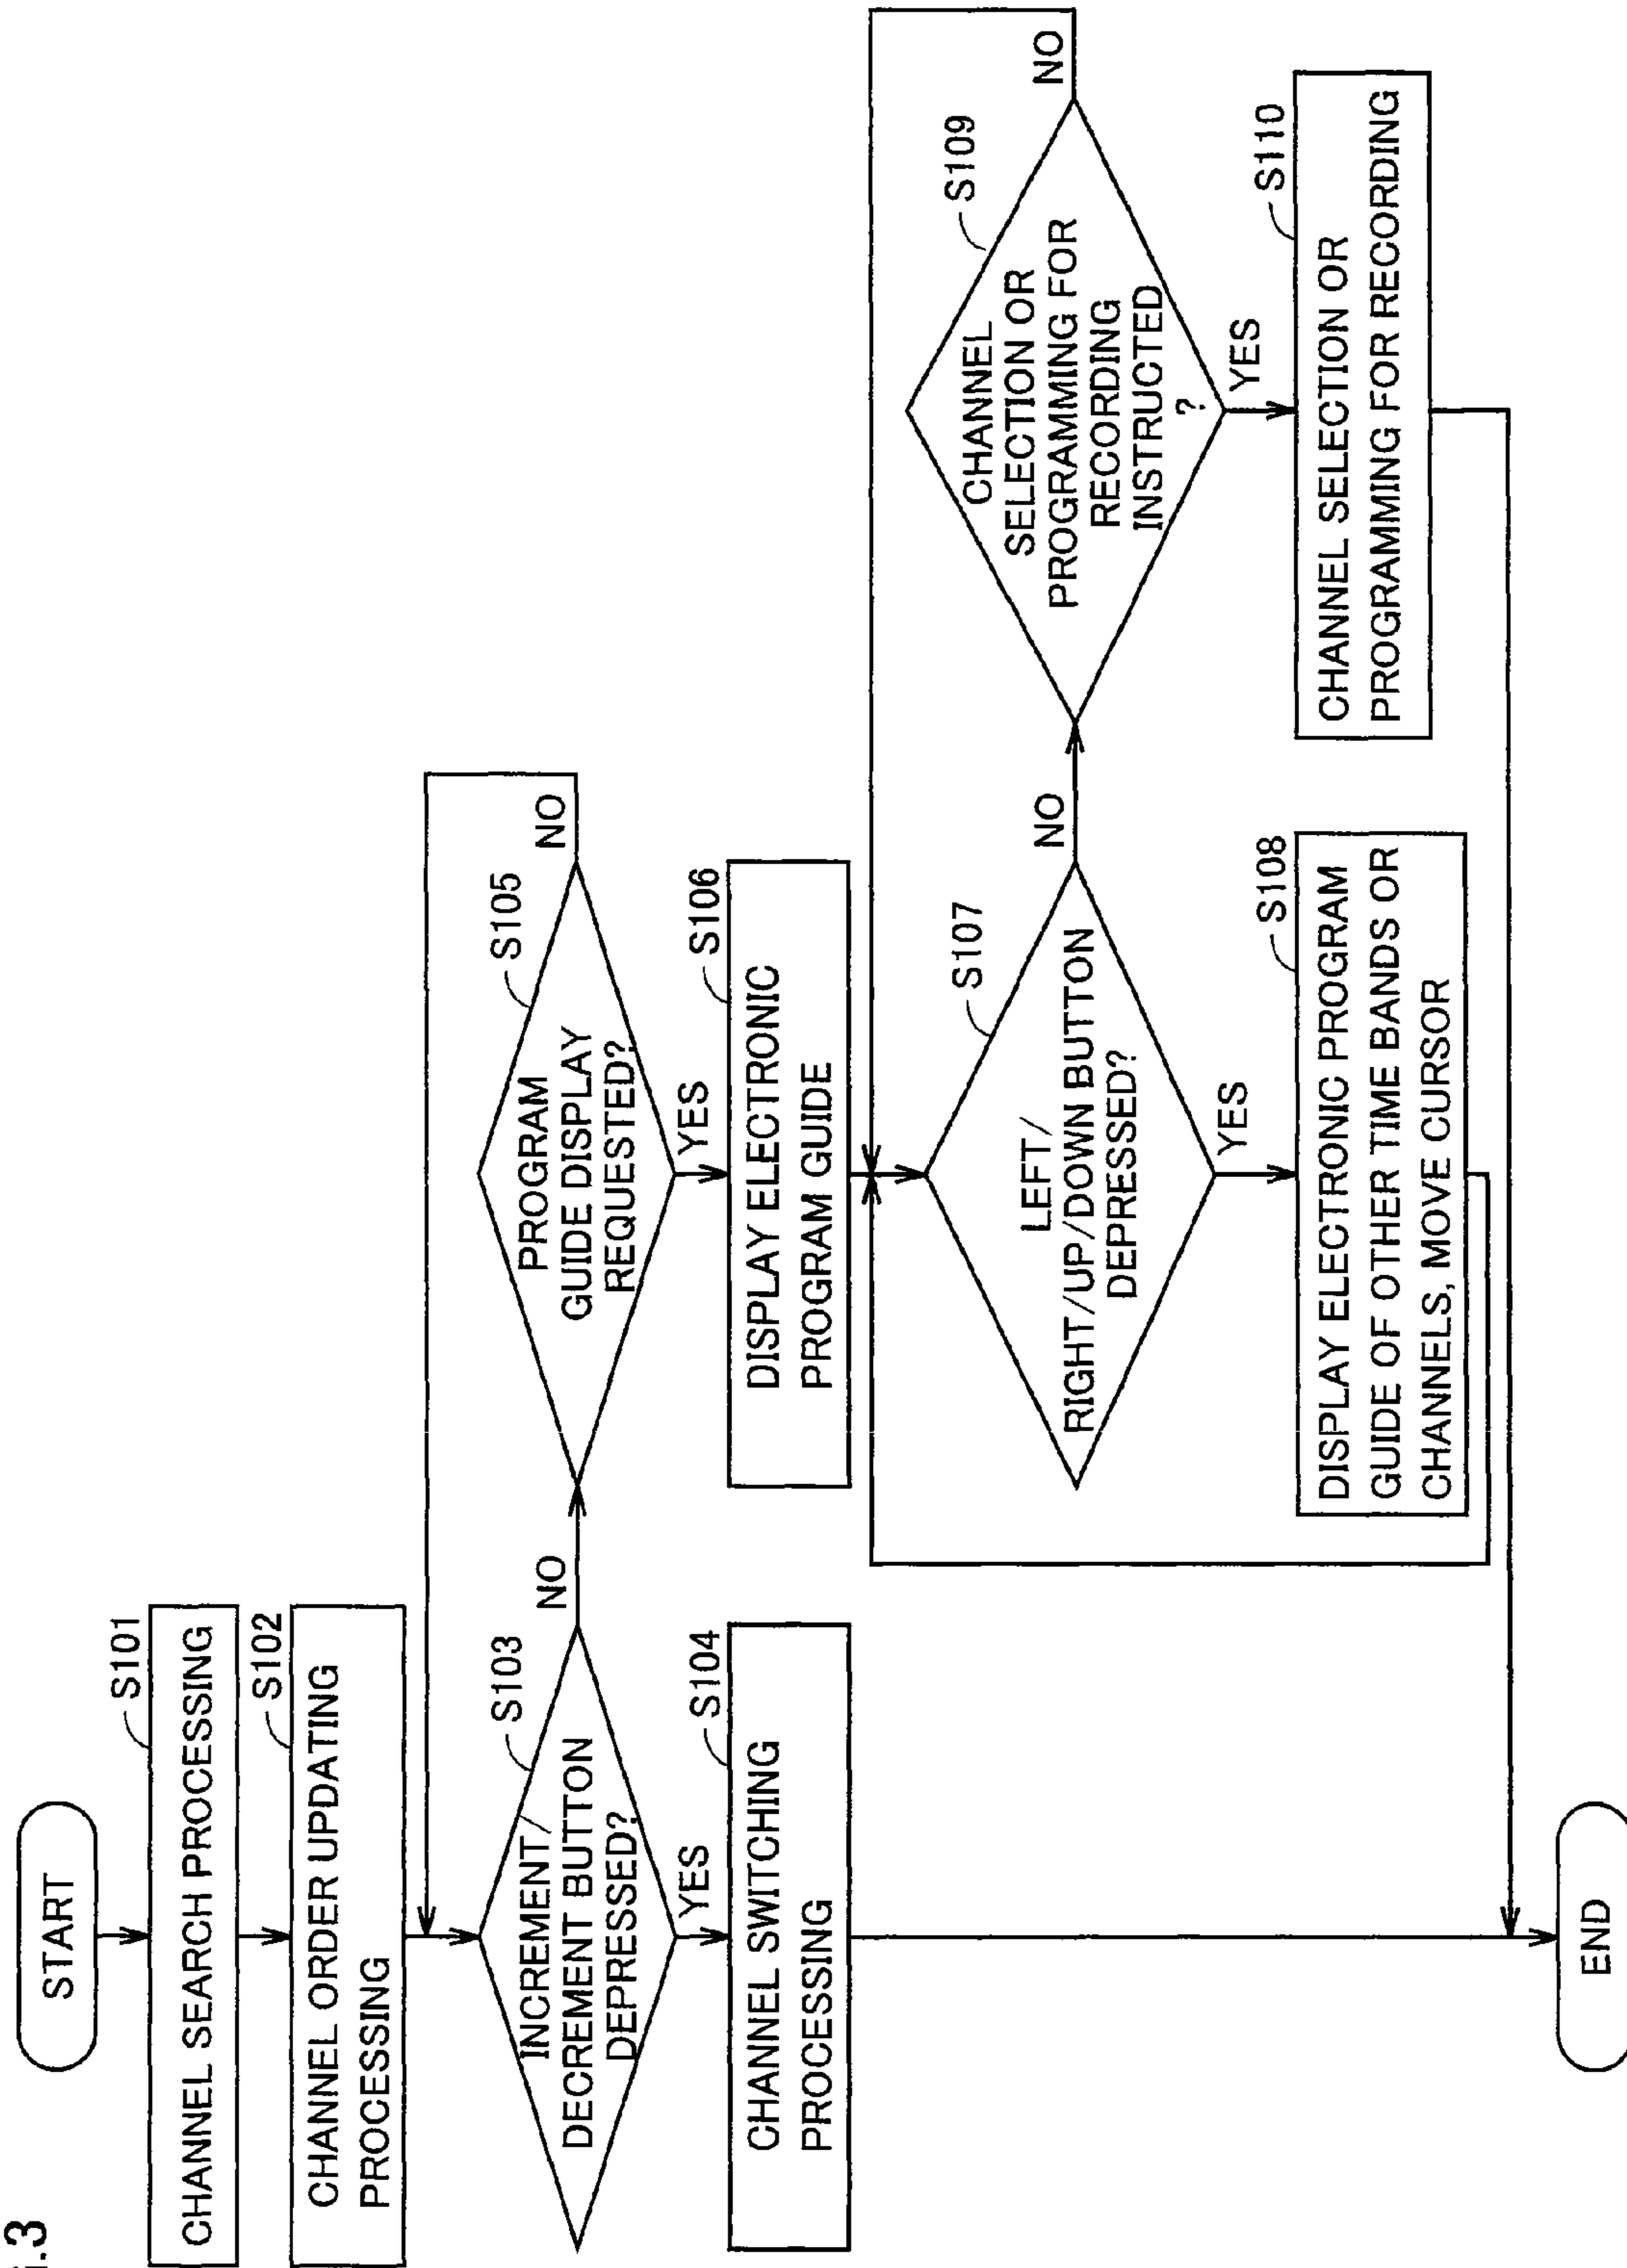 .3
START
S101
CHANNEL SEARCH PROCESSING
S102
CHANNEL ORDER UPDATING
PROCESSING
S103
INCREMENT/
DECREMENT BUTTON
DEPRESSED?
NO
YES
S104
CHANNEL SWITCHING
PROCESSING
S105
PROGRAM
GUIDE DISPLAY
REQUESTED?
NO
YES
S106
DISPLAY ELECTRONIC
PROGRAM GUIDE
S107
LEFT/
RIGHT/UP/DOWN BUTTON
DEPRESSED?
NO
YES
S108
DISPLAY ELECTRONIC PROGRAM
GUIDE OF OTHER TIME BANDS OR
CHANNELS, MOVE CURSOR
S109
CHANNEL
SELECTION OR
PROGRAMMING FOR
RECORDING
INSTRUCTED
?
NO
YES
S110
CHANNEL SELECTION OR
PROGRAMMING FOR RECORDING
END